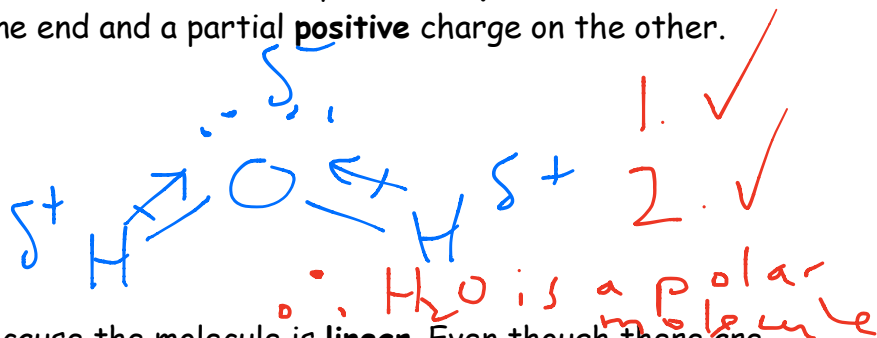 ne end and a partial positive charge on the other.
δ-
1. ✓
δ+ H O H δ+
2. ✓
∴ H₂O is a polar
molecule
cause the molecule is linear. Even though there are